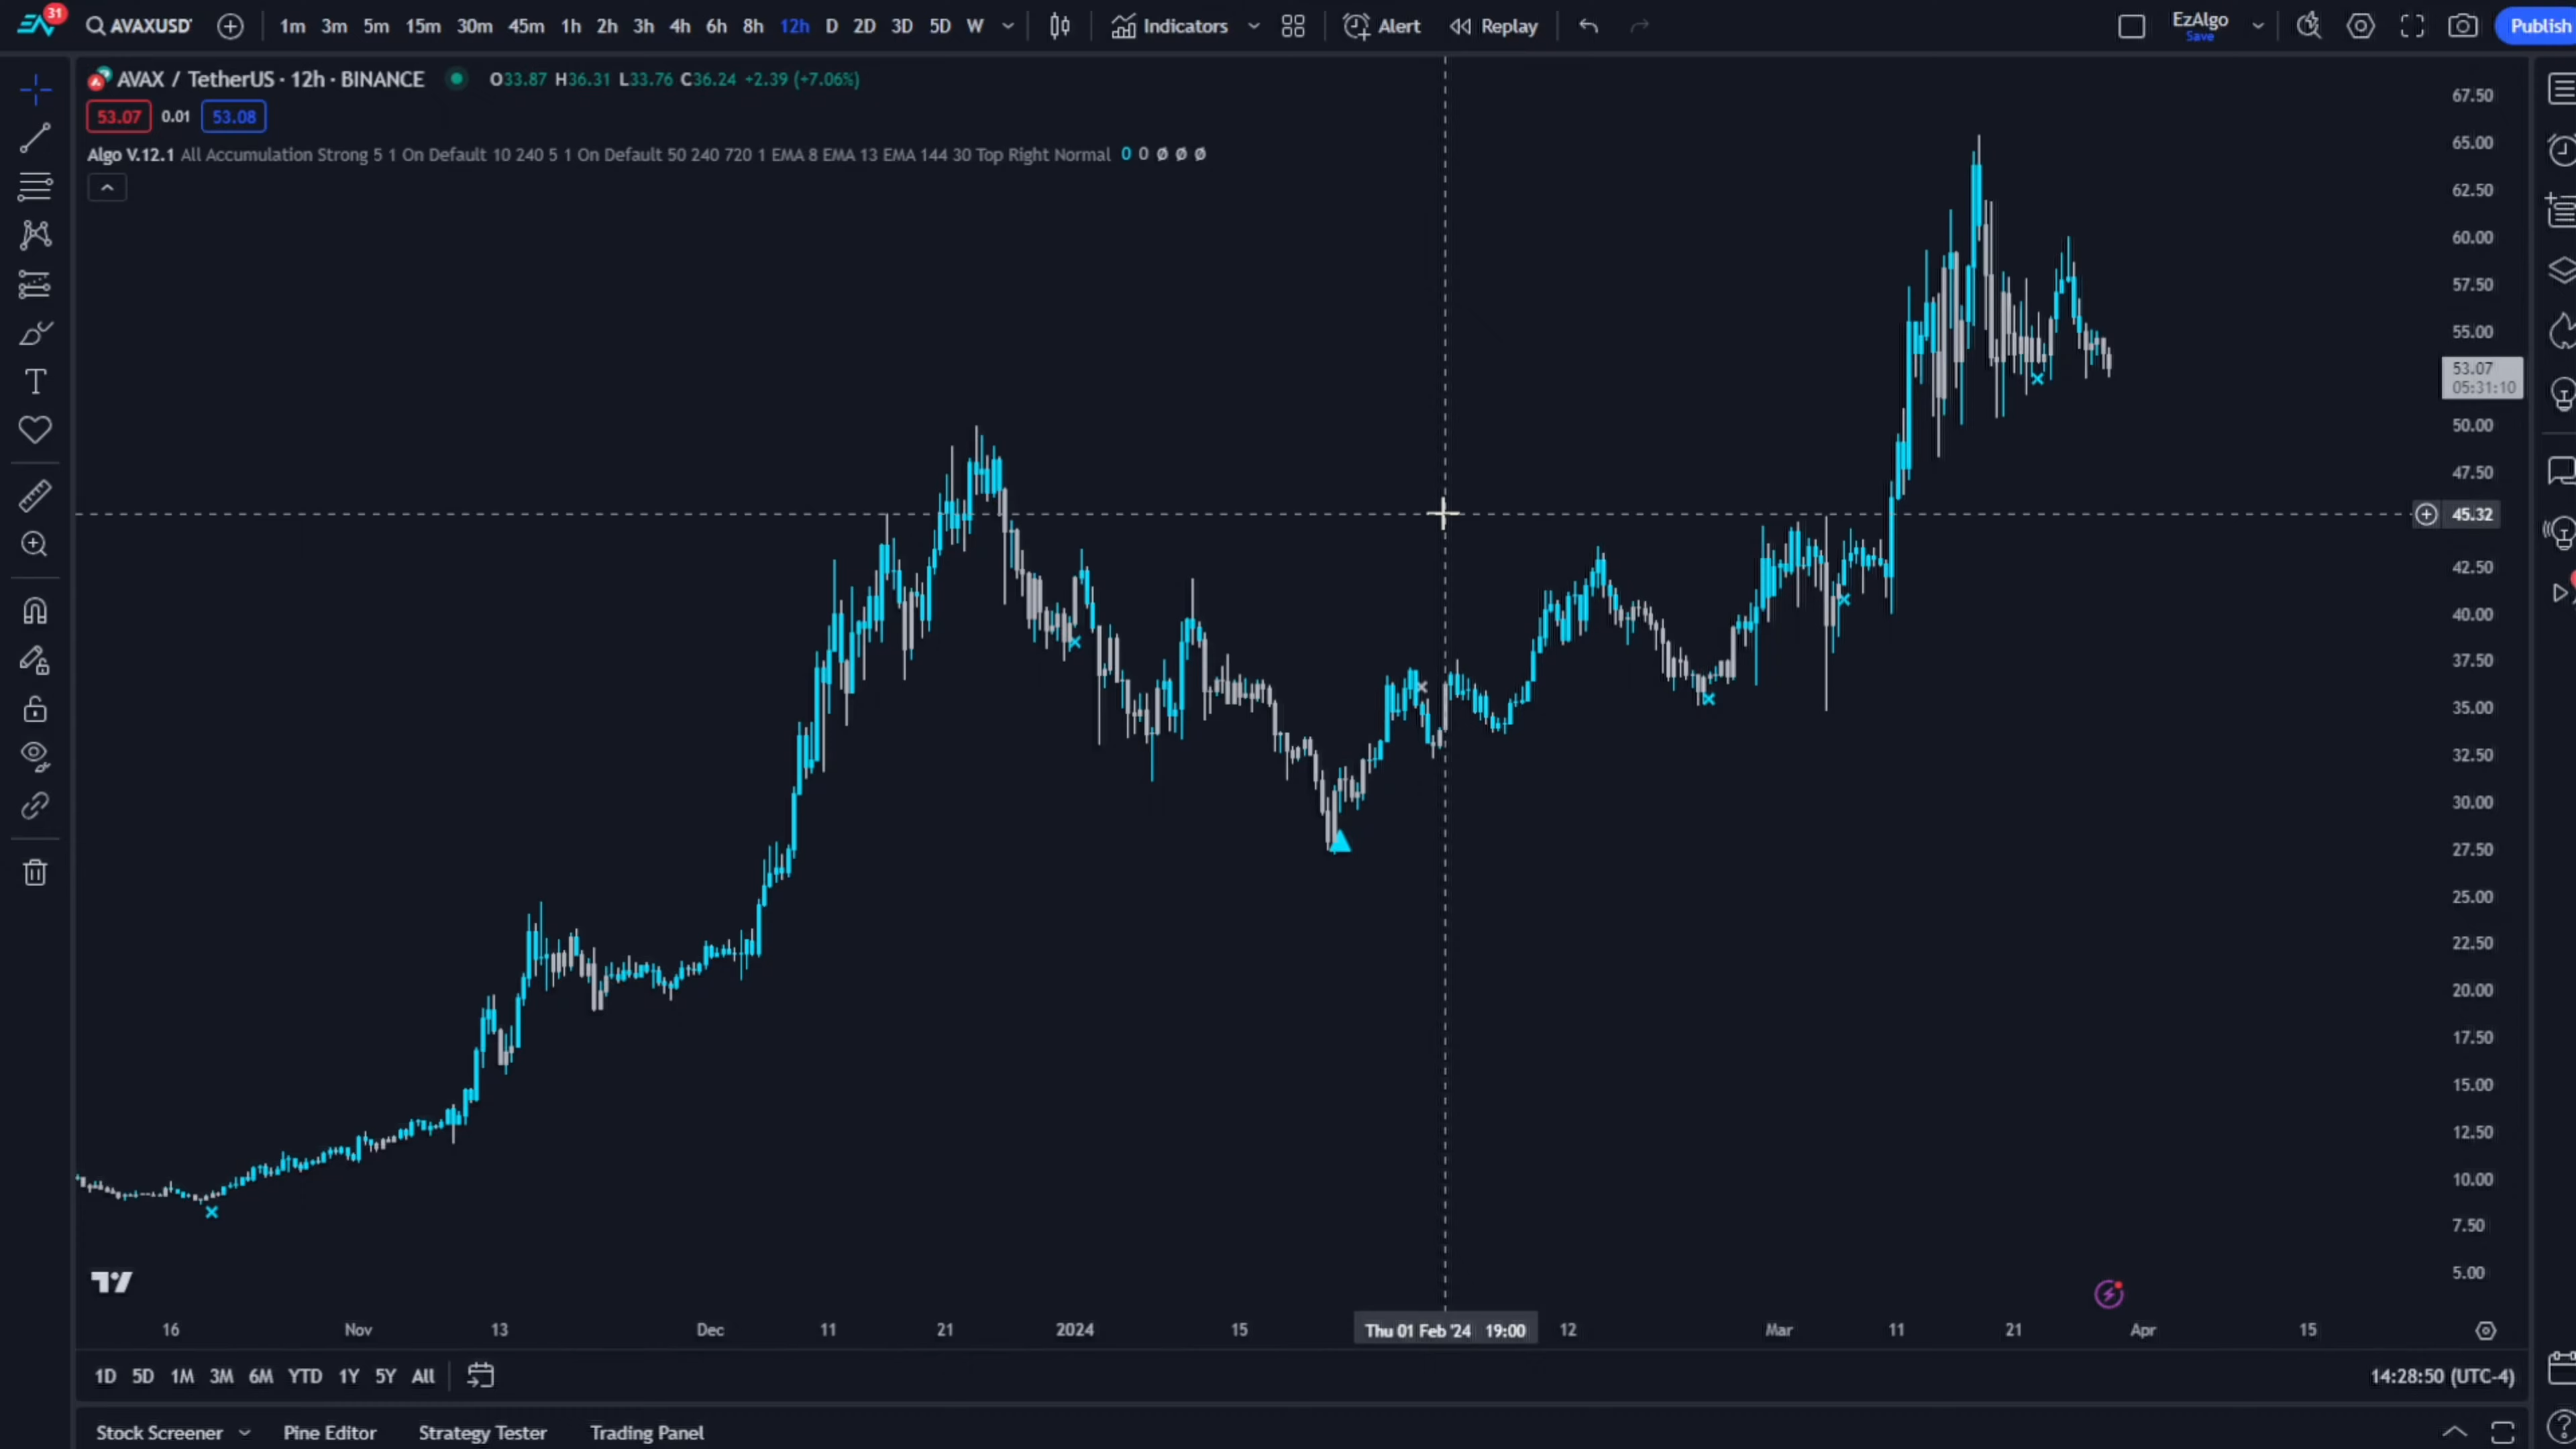 31
AVAXUSDT
1m 3m 5m 15m 30m 45m 1h 2h 3h 4h 6h 8h 12h D 2D 3D 5D W
Indicators
Alert
Replay
EzAlgo
Save
Publish
AVAX / TetherUS · 12h · BINANCE
O33.87 H36.31 L33.76 C36.24 +2.39 (+7.06%)
53.07 0.01 53.08
Algo V.12.1 All Accumulation Strong 5 1 On Default 10 240 5 1 On Default 50 240 720 1 EMA 8 EMA 13 EMA 144 30 Top Right Normal 0 0 Ø Ø Ø
67.50
65.00
62.50
60.00
57.50
55.00
53.07
05:31:10
50.00
47.50
45.32
42.50
40.00
37.50
35.00
32.50
30.00
27.50
25.00
22.50
20.00
17.50
15.00
12.50
10.00
7.50
5.00
16 Nov 13 Dec 11 21 2024 15 Thu 01 Feb '24 19:00 12 Mar 11 21 Apr 15
1D 5D 1M 3M 6M YTD 1Y 5Y All
14:28:50 (UTC-4)
Stock Screener Pine Editor Strategy Tester Trading Panel